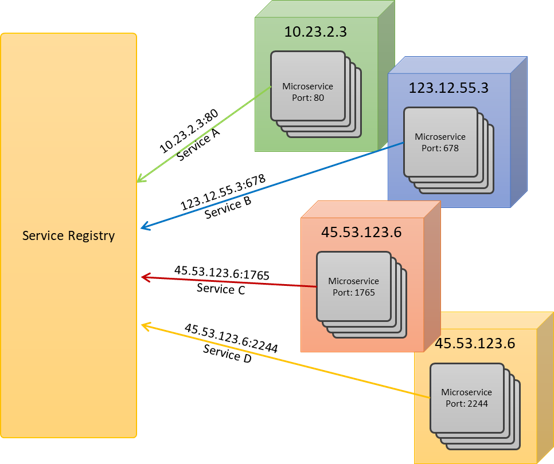 Service Registry
10.23.2.3:80
Service A
123.12.55.3:678
Service B
45.53.123.6:1765
Service C
45.53.123.6:2244
Service D
10.23.2.3
Microservice
Port: 80
123.12.55.3
Microservice
Port: 678
45.53.123.6
Microservice
Port: 1765
45.53.123.6
Microservice
Port: 2244